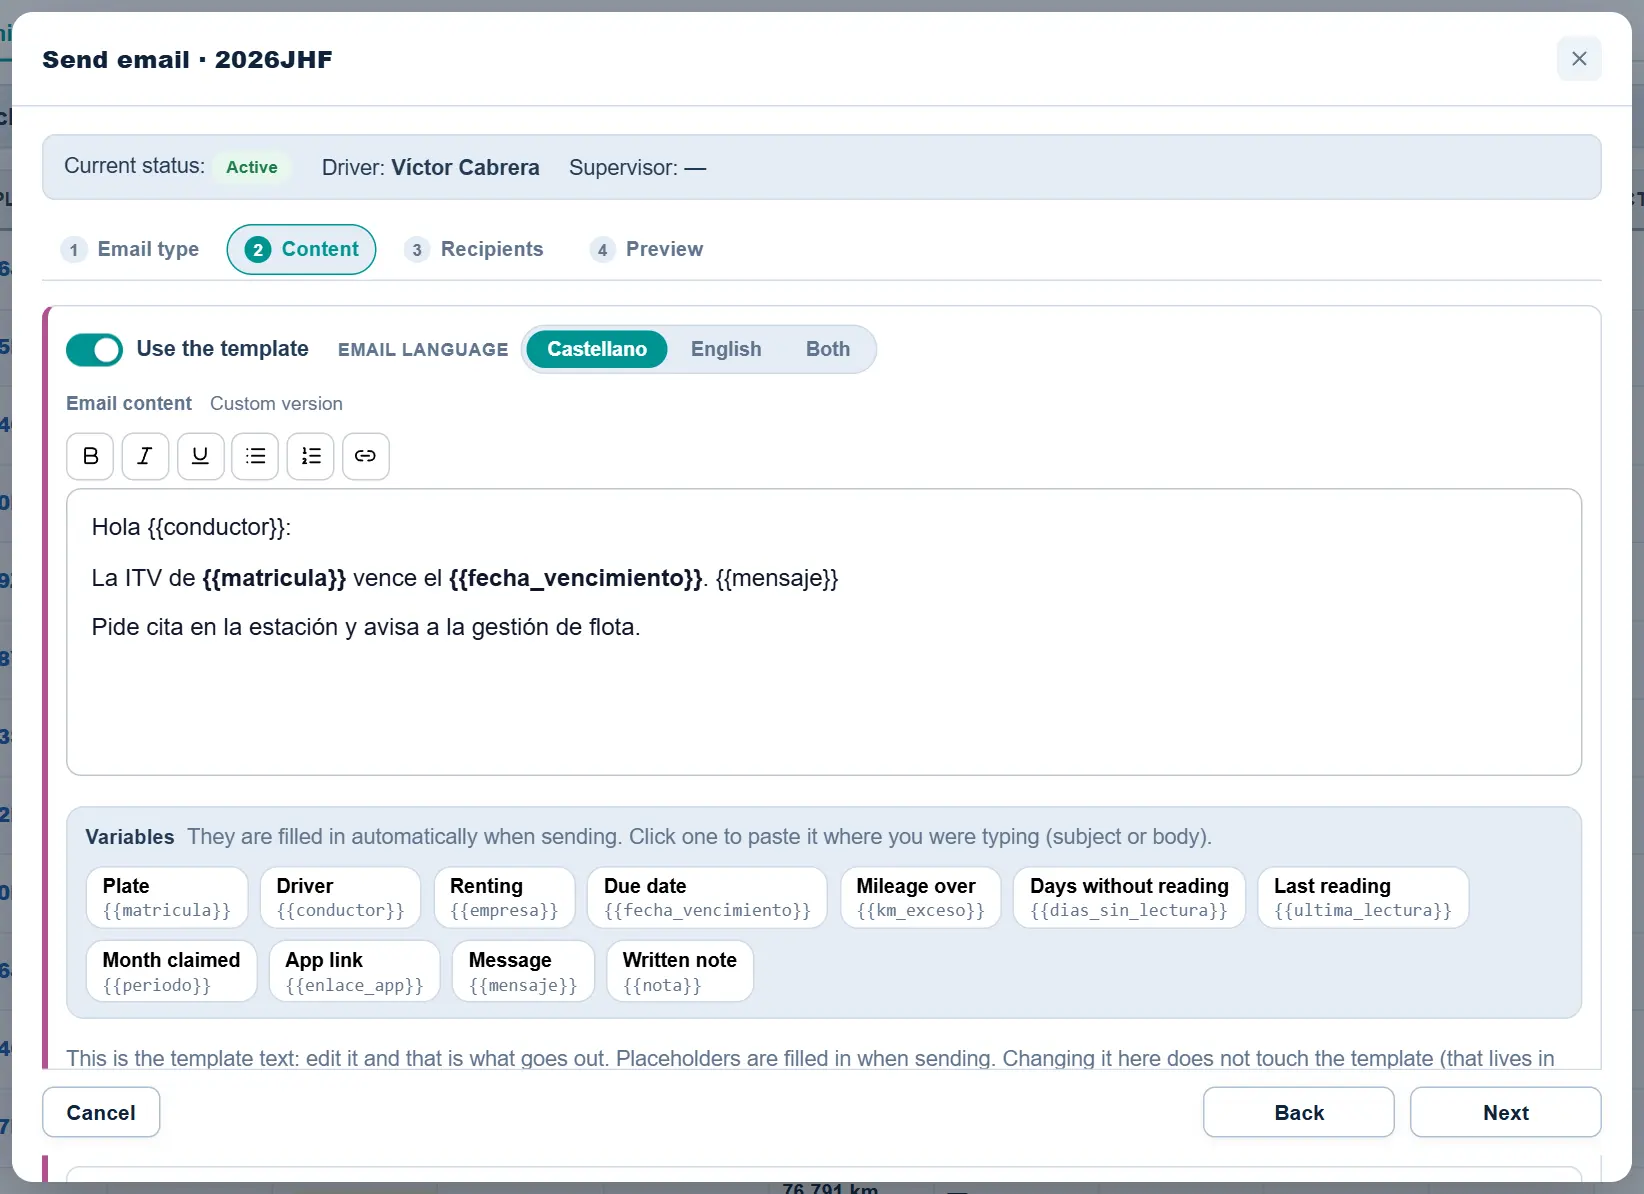 Send email · 2026JHF
Current status: Active Driver: Víctor Cabrera Supervisor: —
1 Email type 2 Content 3 Recipients 4 Preview
Use the template EMAIL LANGUAGE Castellano English Both
Email content Custom version
B I U
Hola {{conductor}}:
La ITV de {{matricula}} vence el {{fecha_vencimiento}}. {{mensaje}}
Pide cita en la estación y avisa a la gestión de flota.
Variables They are filled in automatically when sending. Click one to paste it where you were typing (subject or body).
Plate Driver Renting Due date Mileage over Days without reading Last reading
{{matricula}} {{conductor}} {{empresa}} {{fecha_vencimiento}} {{km_exceso}} {{dias_sin_lectura}} {{ultima_lectura}}
Month claimed App link Message Written note
{{periodo}} {{enlace_app}} {{mensaje}} {{nota}}
This is the template text: edit it and that is what goes out. Placeholders are filled in when sending. Changing it here does not touch the template (that lives in
Cancel Back Next
76.791 km